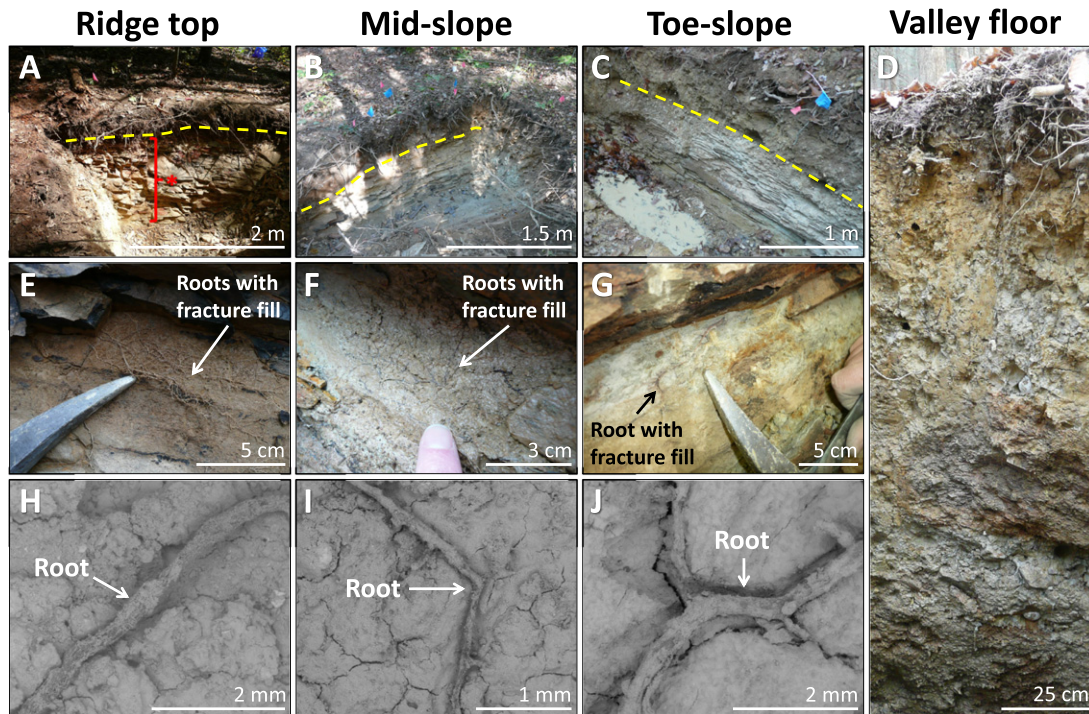 Ridge top
Mid-slope
Toe-slope
Valley floor
A
B
C
D
*
2 m
1.5 m
1 m
E
F
G
Roots with
fracture fill
Roots with
fracture fill
Root with
fracture fill
5 cm
3 cm
5 cm
H
I
J
Root
Root
Root
2 mm
1 mm
2 mm
25 cm